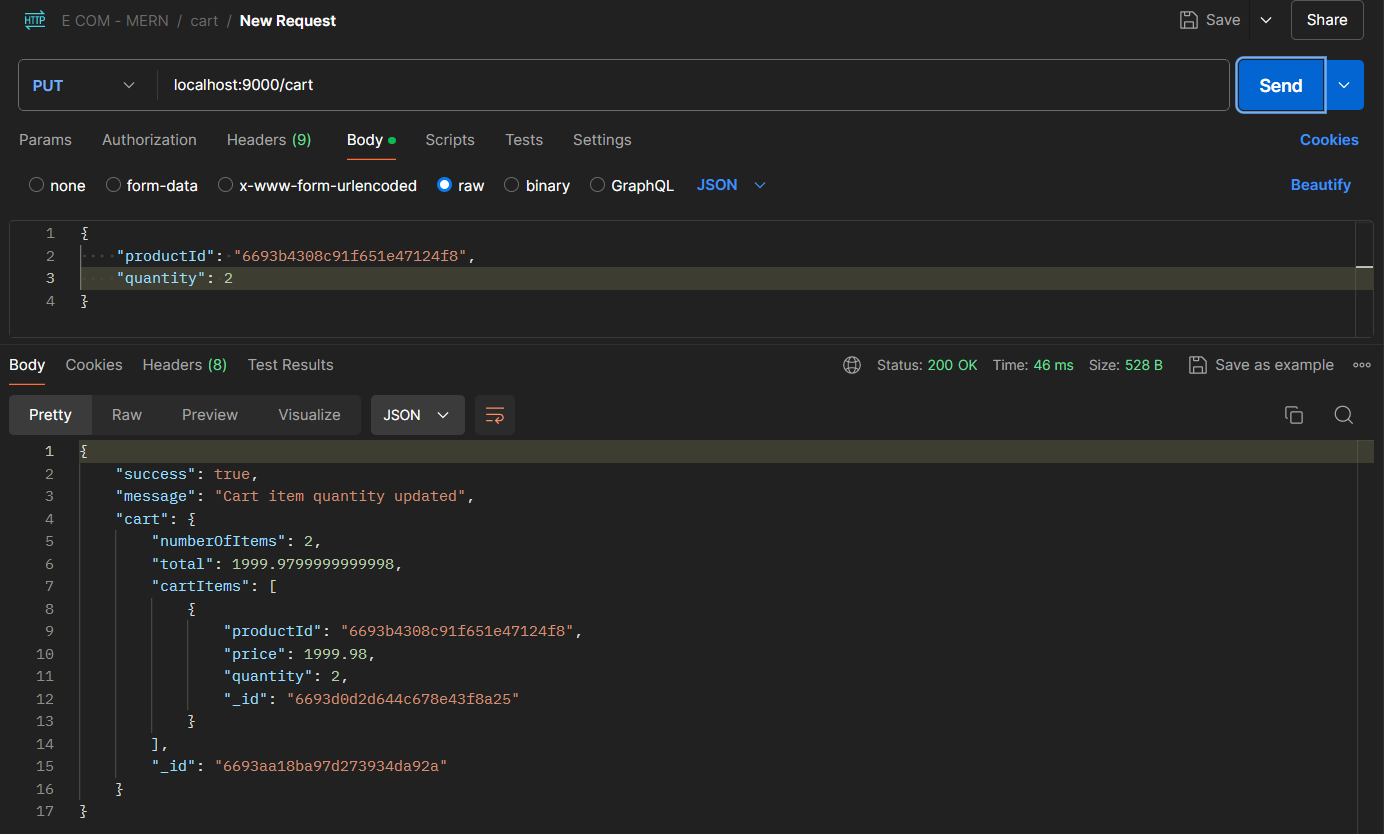 HTTP E COM - MERN / cart / New Request Save Share
PUT localhost:9000/cart Send
Params Authorization Headers (9) Body Scripts Tests Settings Cookies
none form-data x-www-form-urlencoded raw binary GraphQL JSON Beautify
1 {
2 "productId": "6693b4308c91f651e47124f8",
3 "quantity": 2
4 }
Body Cookies Headers (8) Test Results Status: 200 OK Time: 46 ms Size: 528 B Save as example
Pretty Raw Preview Visualize JSON
1 {
2 "success": true,
3 "message": "Cart item quantity updated",
4 "cart": {
5 "numberOfItems": 2,
6 "total": 1999.9799999999998,
7 "cartItems": [
8 {
9 "productId": "6693b4308c91f651e47124f8",
10 "price": 1999.98,
11 "quantity": 2,
12 "_id": "6693d0d2d644c678e43f8a25"
13 }
14 ],
15 "_id": "6693aa18ba97d273934da92a"
16 }
17 }